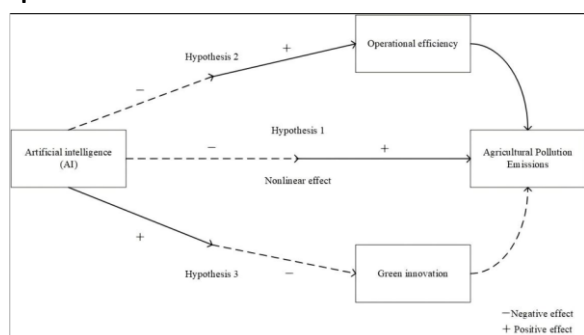 Hypothesis 2
+
Operational efficiency
−
Artificial intelligence
(AI)
Hypothesis 1
−
+
Nonlinear effect
Agricultural Pollution
Emissions
+
Hypothesis 3
−
Green innovation
−Negative effect
+ Positive effect